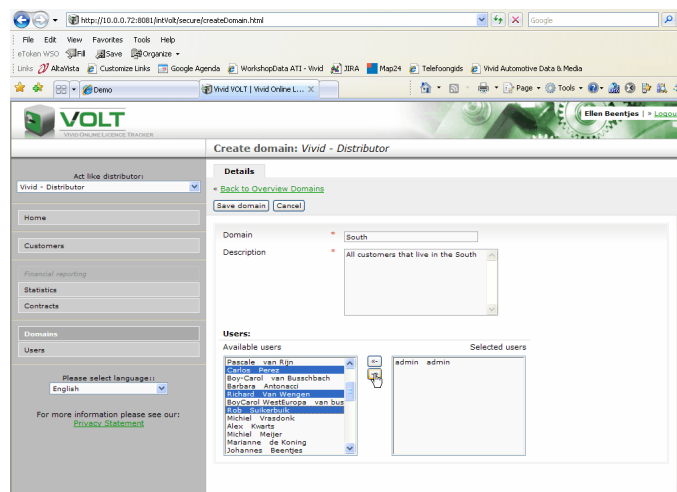 http://10.0.0.72:8081/intVolt/secure/createDomain.html
Google
File Edit View Favorites Tools Help
eToken WSO Fill Save Organize
Links AltaVista Customize Links Google Agenda WorkshopData ATI - Vivid JIRA Map24 Telefoongids Vivid Automotive Data & Media
Demo
Vivid VOLT | Vivid Online L... X
Page Tools
VOLT
VIVID ONLINE LICENCE TRACKER
Ellen Beentjes | > Logou
Create domain: Vivid - Distributor
Act like distributor:
Vivid - Distributor
Home
Customers
Financial reporting
Statistics
Contracts
Domains
Users
Please select language::
English
For more information please see our:
Privacy Statement
Details
« Back to Overview Domains
Save domain Cancel
Domain * South
Description * All customers that live in the South
Users:
Available users Selected users
Pascale van Rijn
Carlos Perez
Boy-Carol van Busschbach
Barbara Antonacci
Richard Van Wengen
BoyCarol WestEuropa van bus
Rob Suikerbuik
Michiel Vrasdonk
Alex Kwarts
Michiel Meijer
Marianne de Koning
Johannes Beentjes
<-
admin admin